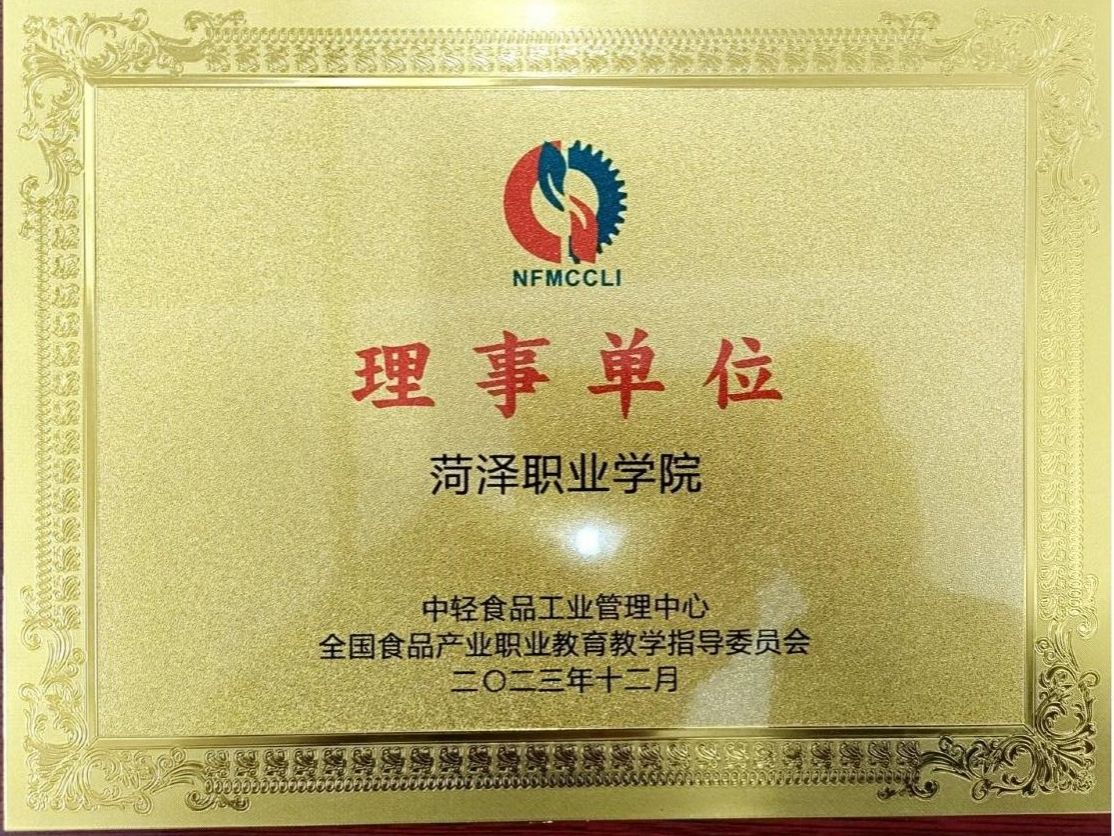 NFMCCLI
理事单位
菏泽职业学院
中轻食品工业管理中心
全国食品产业职业教育教学指导委员会
二〇二三年十二月